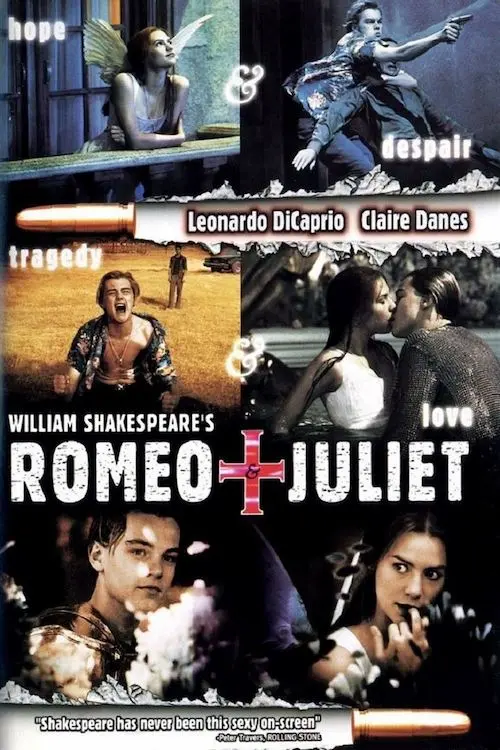 hope
&
despair
Leonardo DiCaprio Claire Danes
tragedy
&
love
WILLIAM SHAKESPEARE'S
ROMEO & JULIET
"Shakespeare has never been this sexy on-screen"
-Peter Travers, ROLLING STONE